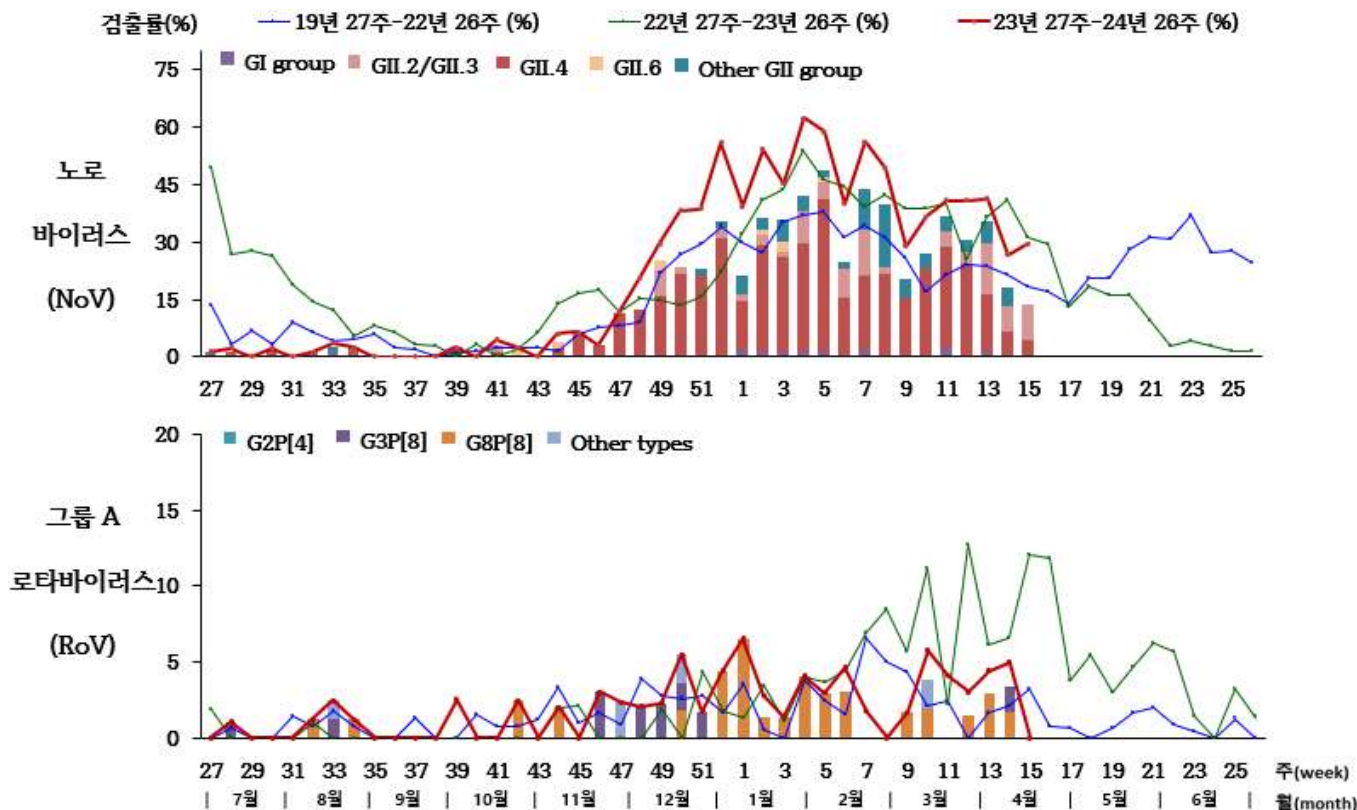 검출률(%)
19년 27주-22년 26주 (%)
22년 27주-23년 26주 (%)
23년 27주-24년 26주 (%)
GI group
GII.2/GII.3
GII.4
GII.6
Other GII group
75
60
45
30
15
0
노로
바이러스
(NoV)
27 29 31 33 35 37 39 41 43 45 47 49 51 1 3 5 7 9 11 13 15 17 19 21 23 25
G2P[4]
G3P[8]
G8P[8]
Other types
20
15
10
5
0
그룹 A
로타바이러스
(RoV)
27 29 31 33 35 37 39 41 43 45 47 49 51 1 3 5 7 9 11 13 15 17 19 21 23 25 주(week)
| 7월 | 8월 | 9월 | 10월 | 11월 | 12월 | 1월 | 2월 | 3월 | 4월 | 5월 | 6월 | 월(month)